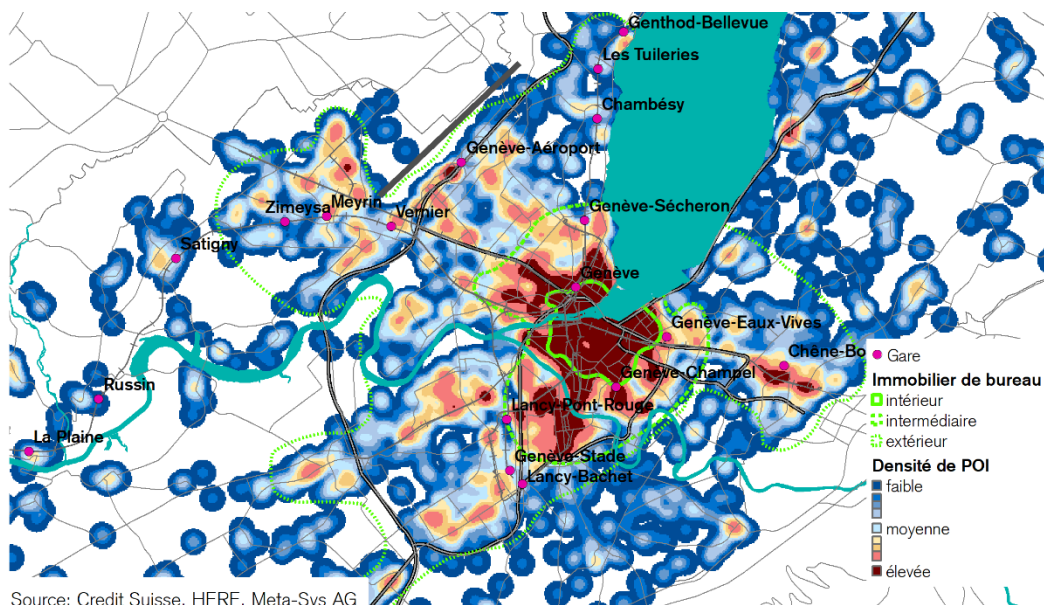 Genthod-Bellevue
Les Tuileries
Chambésy
Genève-Aéroport
Zimeysa
Meyrin
Vernier
Genève-Sécheron
Satigny
Genève
Genève-Eaux-Vives
Chêne-Bo
Gare
Immobilier de bureau
intérieur
intermédiaire
extérieur
Densité de POI
faible
moyenne
élevée
Russin
Genève-Champel
Lancy-Pont-Rouge
La Plaine
Genève-Stade
Lancy-Bachet
Source: Credit Suisse, HERE, Meta-Sys AG